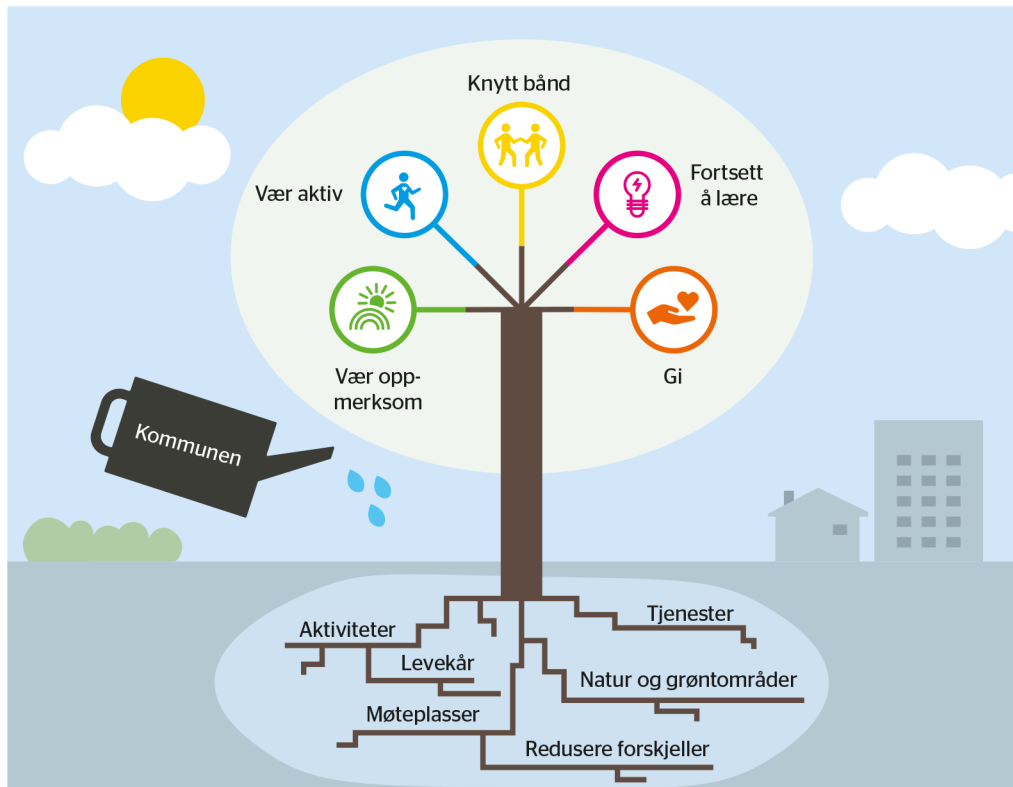 Knytt bånd
Vær aktiv
Fortsett
å lære
Vær opp-
merksom
Gi
Kommunen
Aktiviteter
Tjenester
Levekår
Natur og grøntområder
Møteplasser
Redusere forskjeller